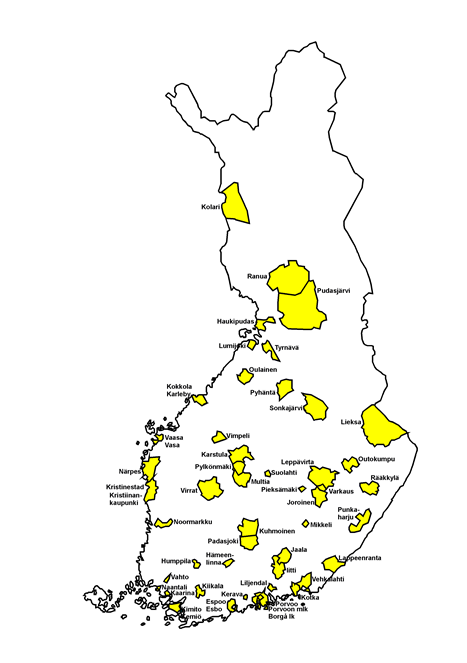 Kolari
Ranua
Pudasjärvi
Haukipudas
Lumijoki
Tyrnävä
Oulainen
Kokkola
Karleby
Pyhäntä
Sonkajärvi
Lieksa
Vaasa
Vasa
Vimpeli
Karstula
Närpes
Pylkönmäki
Suolahti
Leppävirta
Outokumpu
Multia
Rääkkylä
Kristinestad
Kristiinan-
kaupunki
Virrat
Pieksämäki
Varkaus
Joroinen
Punka-
harju
Noormarkku
Mikkeli
Kuhmoinen
Padasjoki
Jaala
Humppila
Hämeen-
linna
Lappeenranta
Iitti
Vahto
Vehkalahti
Naantali
Kaarina
Kiikala
Liljendal
Kerava
Kotka
Espoo
Esbo
Porvoo
Porvoon mlk
Borgå lk
Kimito
Kemiö